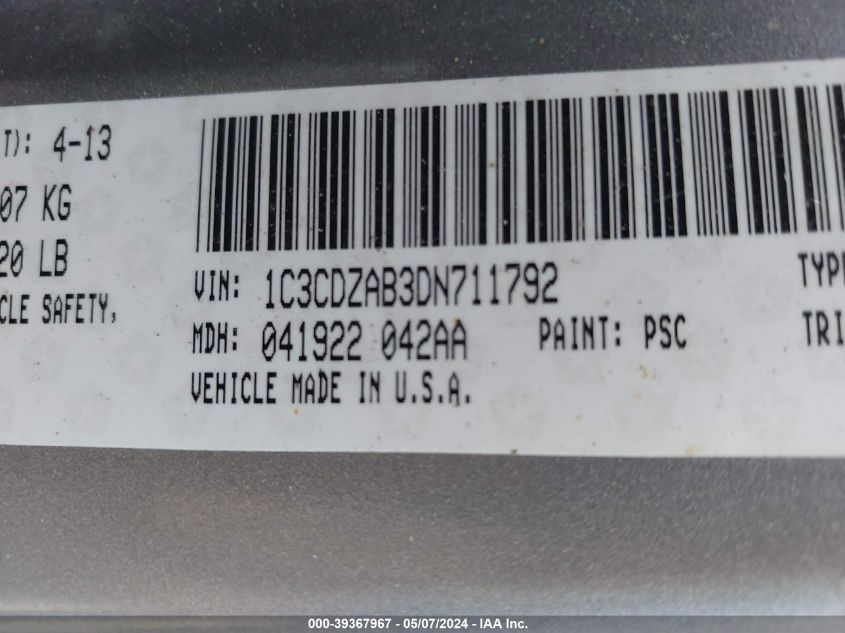 T): 4-13
07 KG
20 LB
CLE SAFETY,
VIN: 1C3CDZAB3DN711792
TYP
MDH: 041922 042AA PAINT: PSC
TRI
VEHICLE MADE IN U.S.A.
000-39367967 - 05/07/2024 - IAA Inc.